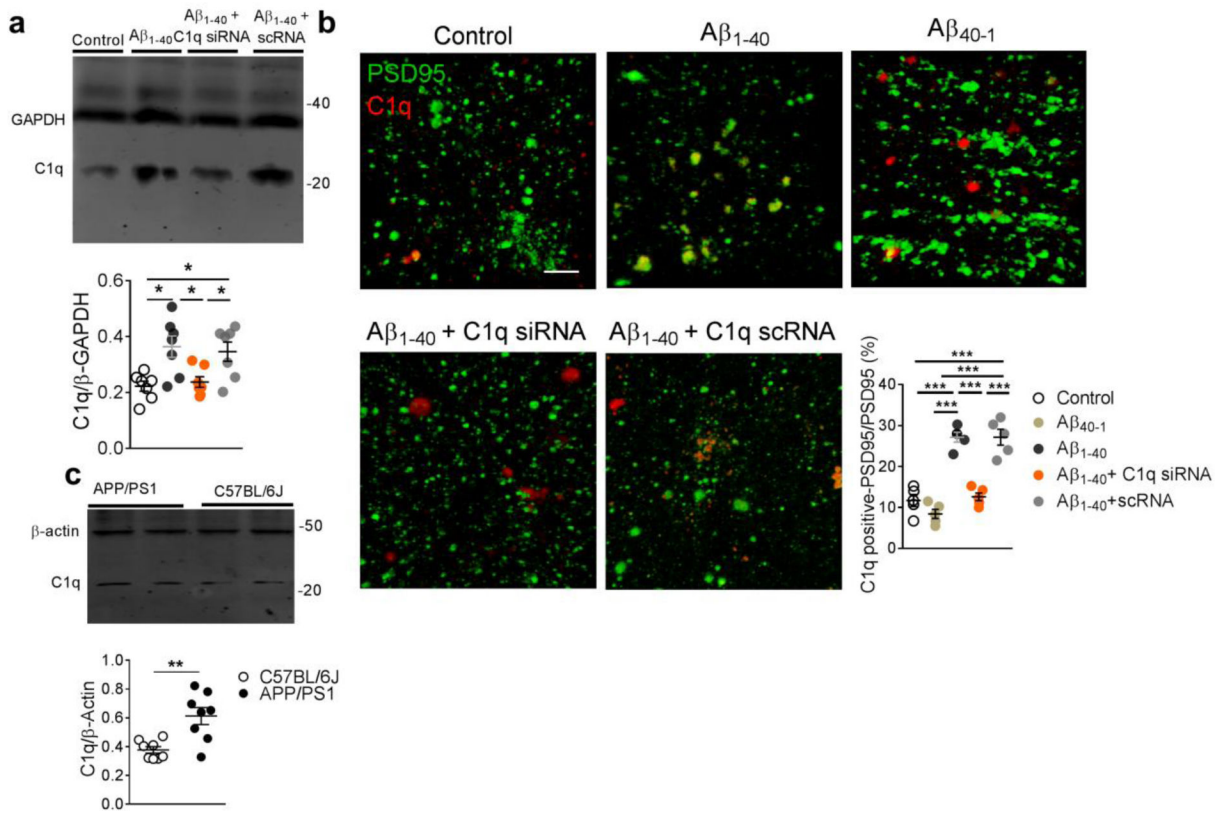 a
Control
Aβ1-40
Aβ1-40 +
C1q siRNA
Aβ1-40 +
scRNA
GAPDH
C1q
-40
-20
C1q/β-GAPDH
0.6
0.4
0.2
0.0
*
*
*
*
b
Control
Aβ1-40
Aβ40-1
PSD95
C1q
Aβ1-40 + C1q siRNA
Aβ1-40 + C1q scRNA
C1q positive-PSD95/PSD95 (%)
40
30
20
10
0
***
***
***
***
***
***
Control
Aβ40-1
Aβ1-40
Aβ1-40+ C1q siRNA
Aβ1-40+scRNA
c
APP/PS1
C57BL/6J
β-actin
C1q
-50
-20
C1q/β-Actin
1.0
0.8
0.6
0.4
0.2
0.0
**
C57BL/6J
APP/PS1